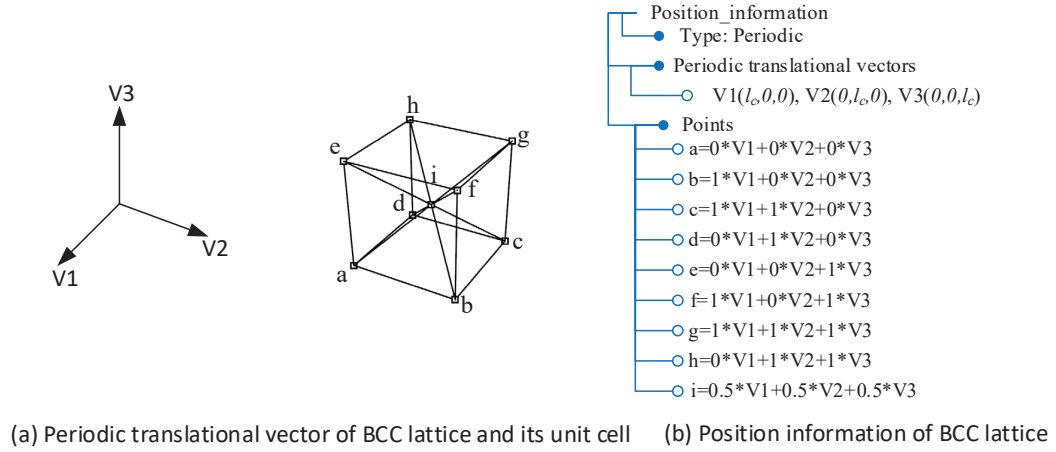 V3
V2
V1
h
g
e
i
f
d
c
a
b
(a) Periodic translational vector of BCC lattice and its unit cell
Position_information
Type: Periodic
Periodic translational vectors
V1(l_c,0,0), V2(0,l_c,0), V3(0,0,l_c)
Points
a=0*V1+0*V2+0*V3
b=1*V1+0*V2+0*V3
c=1*V1+1*V2+0*V3
d=0*V1+1*V2+0*V3
e=0*V1+0*V2+1*V3
f=1*V1+0*V2+1*V3
g=1*V1+1*V2+1*V3
h=0*V1+1*V2+1*V3
i=0.5*V1+0.5*V2+0.5*V3
(b) Position information of BCC lattice